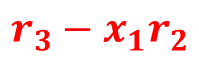 r₃ − x₁r₂